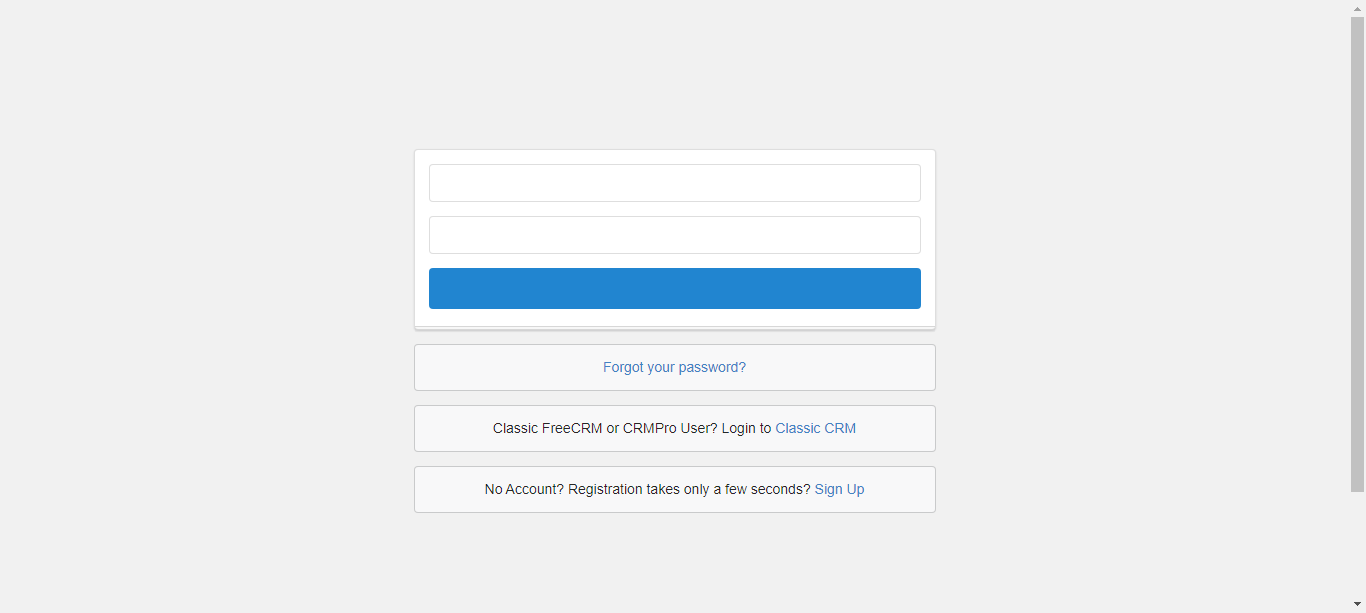 Forgot your password?
Classic FreeCRM or CRMPro User? Login to Classic CRM
No Account? Registration takes only a few seconds? Sign Up